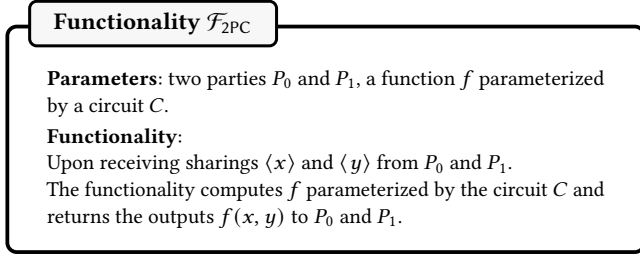 Functionality ℱ2PC
Parameters: two parties P0 and P1, a function f parameterized
by a circuit C.
Functionality:
Upon receiving sharings ⟨x⟩ and ⟨y⟩ from P0 and P1.
The functionality computes f parameterized by the circuit C and
returns the outputs f(x, y) to P0 and P1.